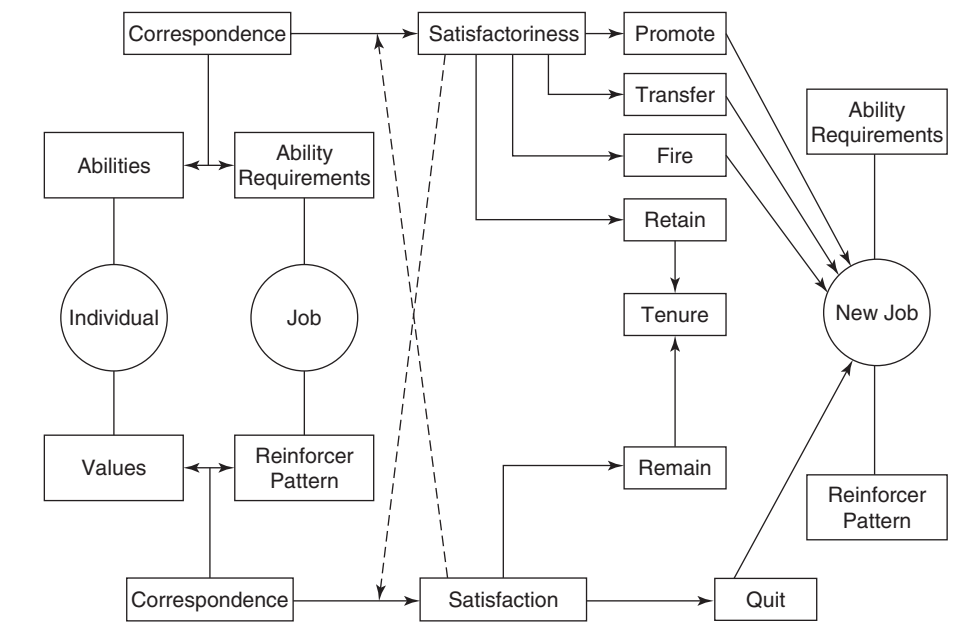 Correspondence
Satisfactoriness
Promote
Transfer
Fire
Retain
Tenure
Remain
Abilities
Ability
Requirements
Individual
Job
Values
Reinforcer
Pattern
Correspondence
Satisfaction
Quit
Ability
Requirements
New Job
Reinforcer
Pattern